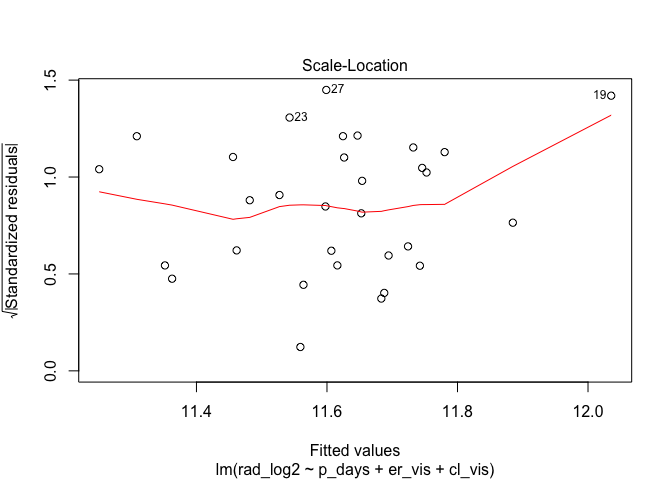 Scale-Location
1.5
1.0
0.5
0.0
√|Standardized residuals|
27
23
19
11.4 11.6 11.8 12.0
Fitted values
lm(rad_log2 ~ p_days + er_vis + cl_vis)